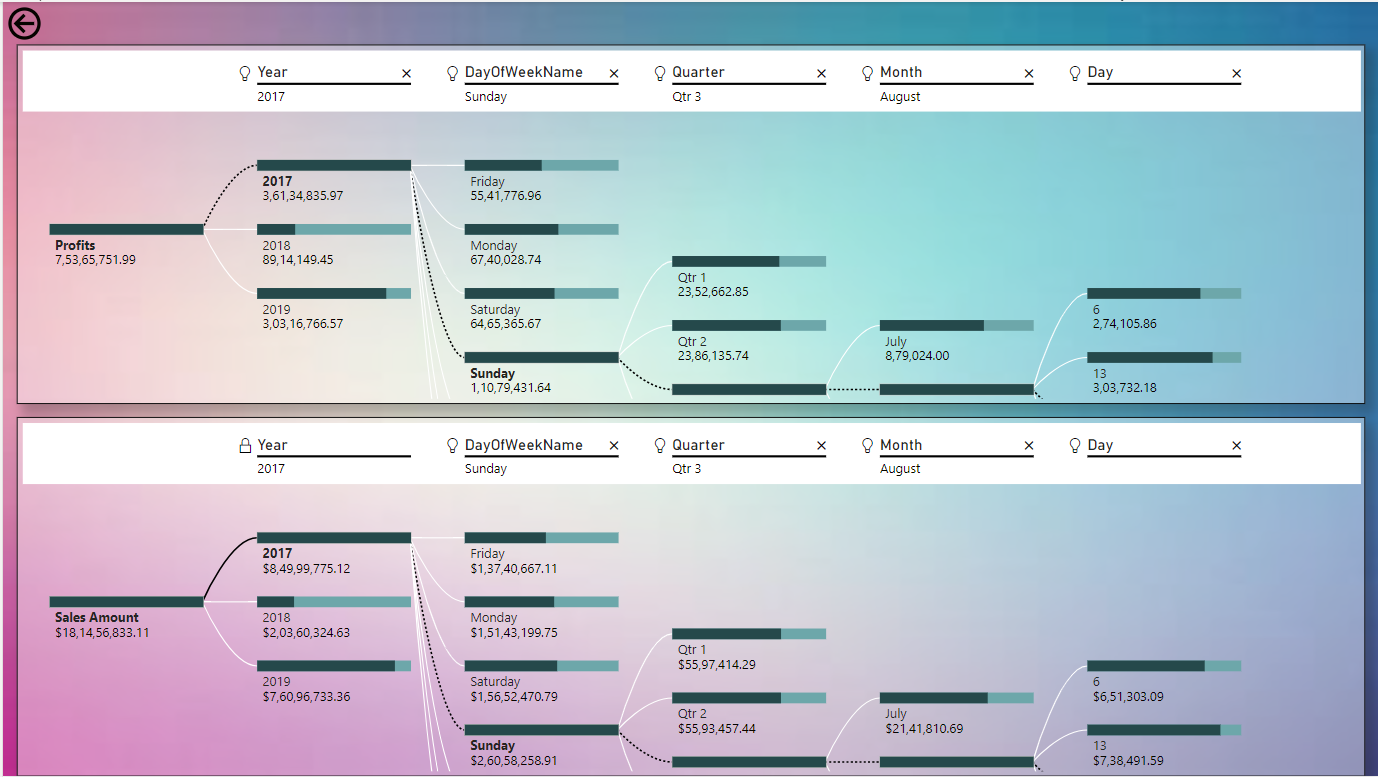 Year
DayOfWeekName
Quarter
Month
Day
2017
Sunday
Qtr 3
August
Profits
7,53,65,751.99
2017
3,61,34,835.97
2018
89,14,149.45
2019
3,03,16,766.57
Friday
55,41,776.96
Monday
67,40,028.74
Saturday
64,65,365.67
Sunday
1,10,79,431.64
Qtr 1
23,52,662.85
Qtr 2
23,86,135.74
July
8,79,024.00
6
2,74,105.86
13
3,03,732.18
Year
DayOfWeekName
Quarter
Month
Day
2017
Sunday
Qtr 3
August
Sales Amount
$18,14,56,833.11
2017
$8,49,99,775.12
2018
$2,03,60,324.63
2019
$7,60,96,733.36
Friday
$1,37,40,667.11
Monday
$1,51,43,199.75
Saturday
$1,56,52,470.79
Sunday
$2,60,58,258.91
Qtr 1
$55,97,414.29
Qtr 2
$55,93,457.44
July
$21,41,810.69
6
$6,51,303.09
13
$7,38,491.59